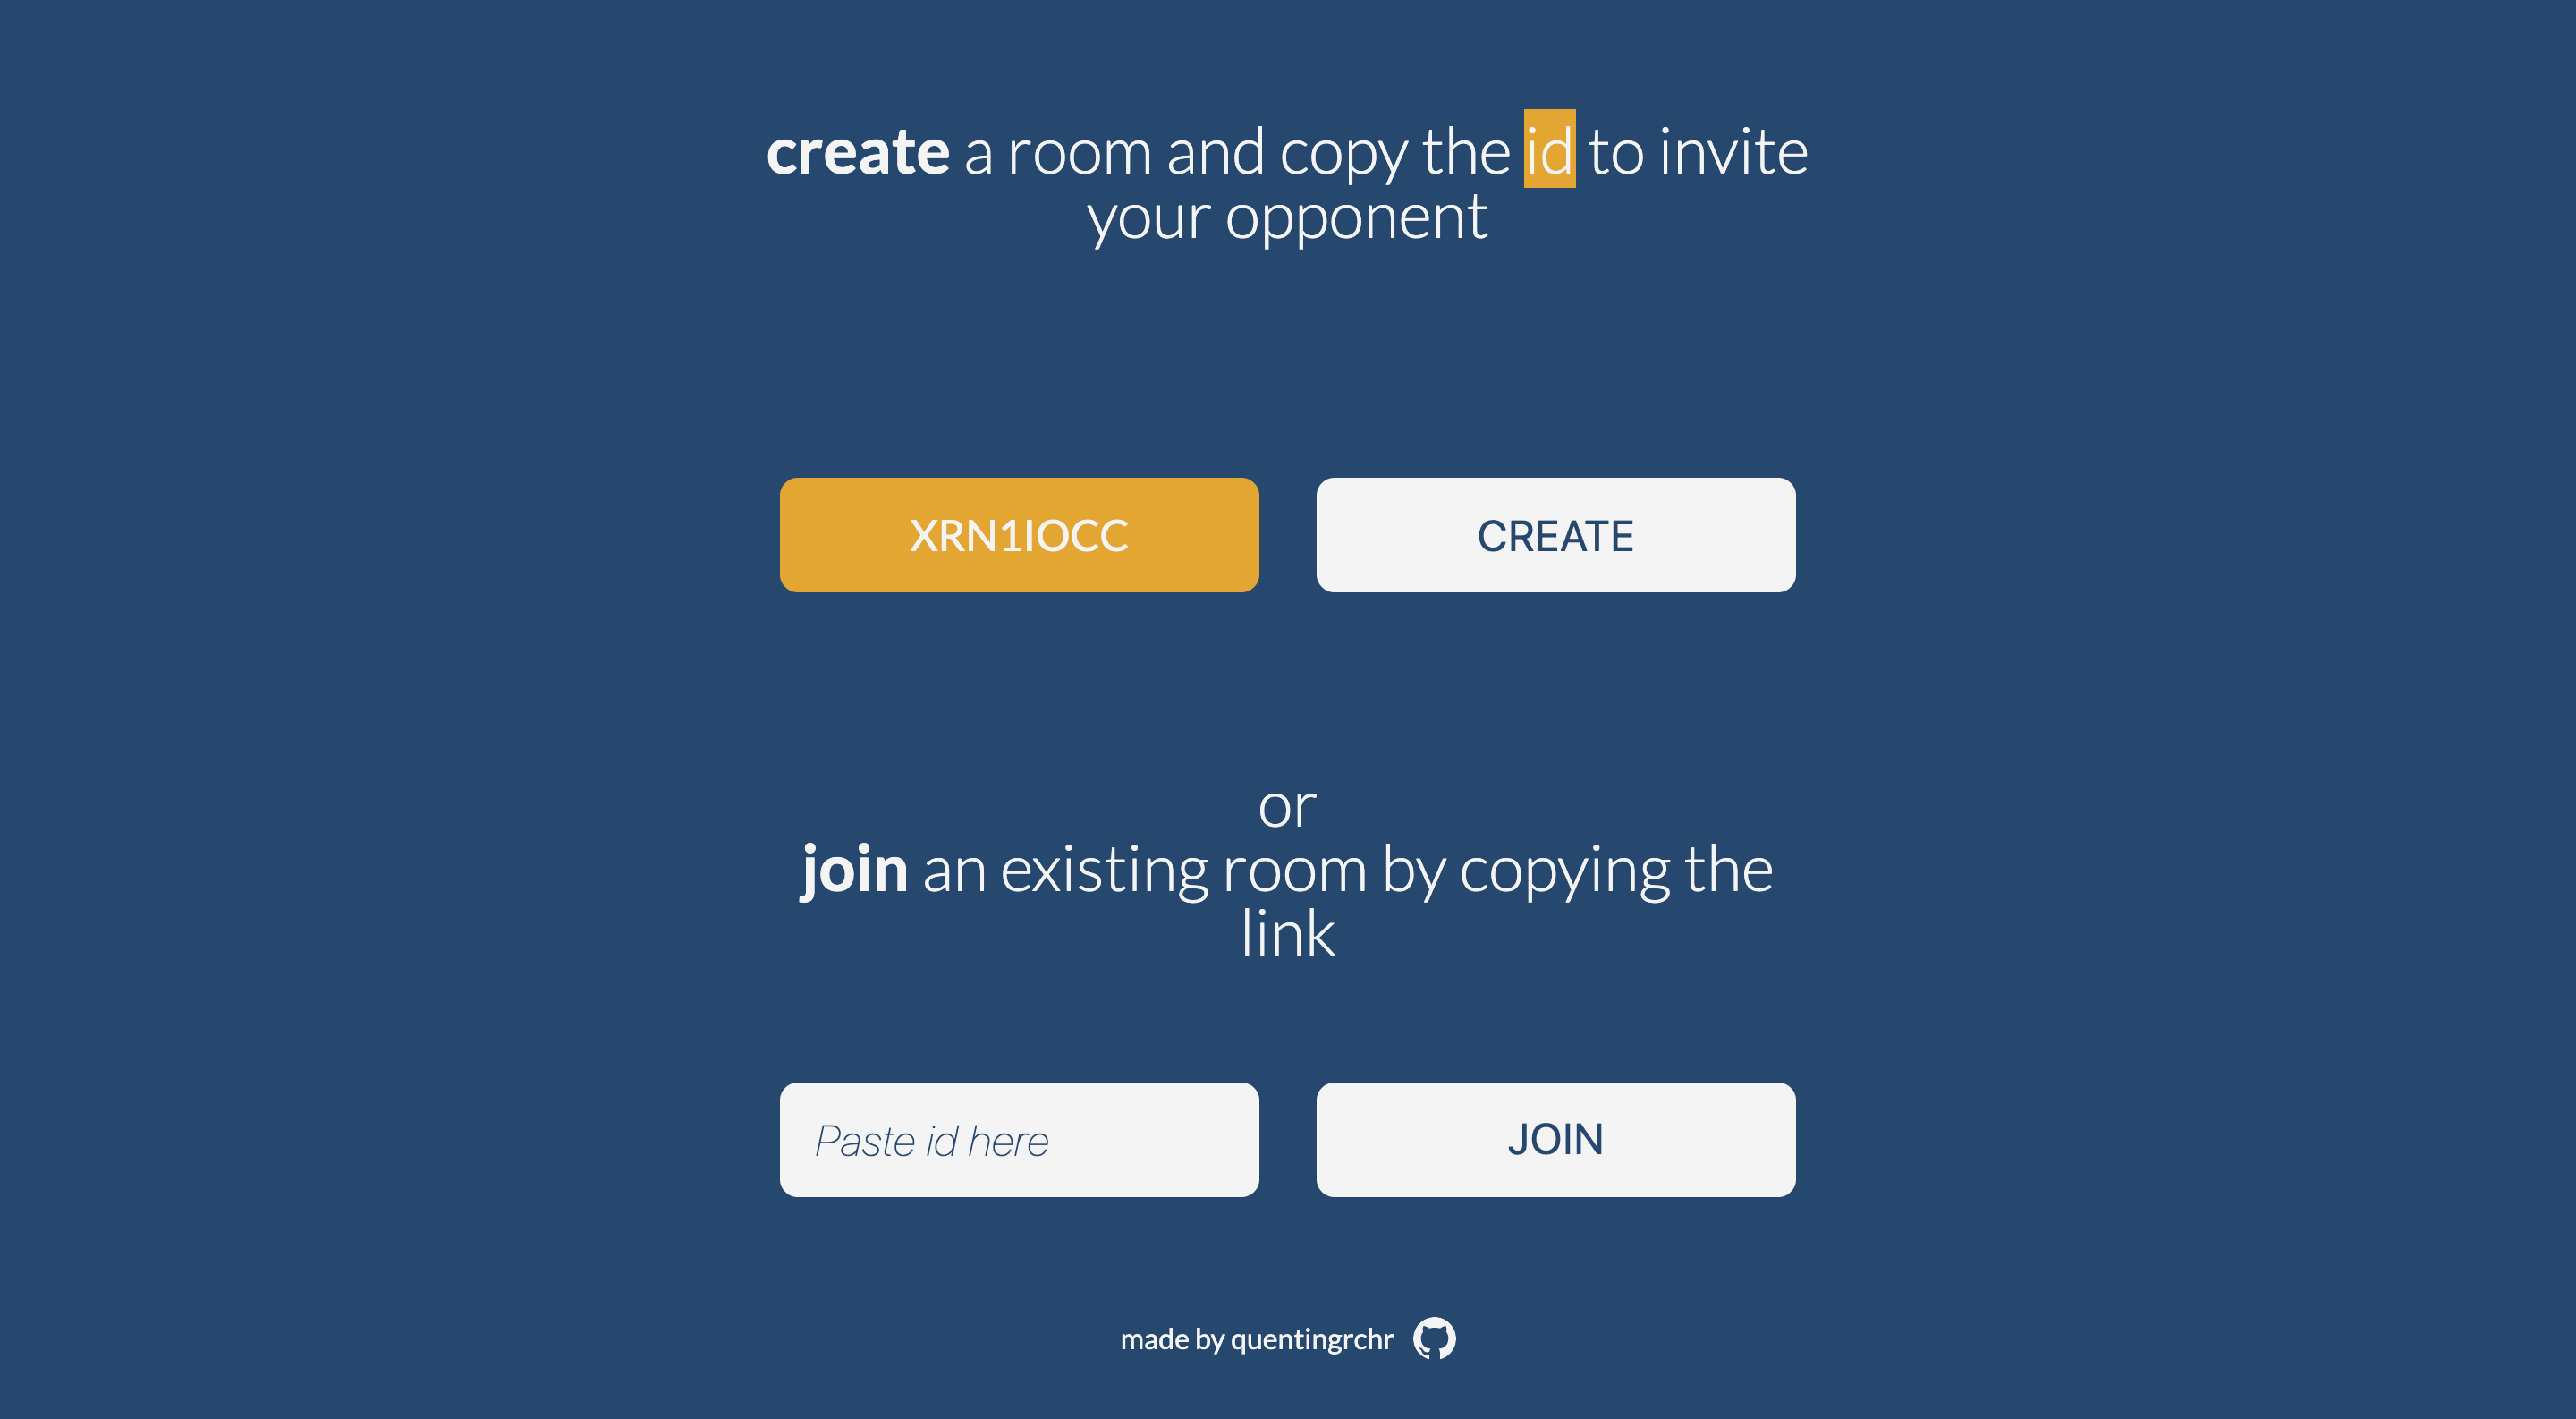 create a room and copy the id to invite
your opponent
XRN1IOCC
CREATE
or
join an existing room by copying the
link
Paste id here
JOIN
made by quentingrchr